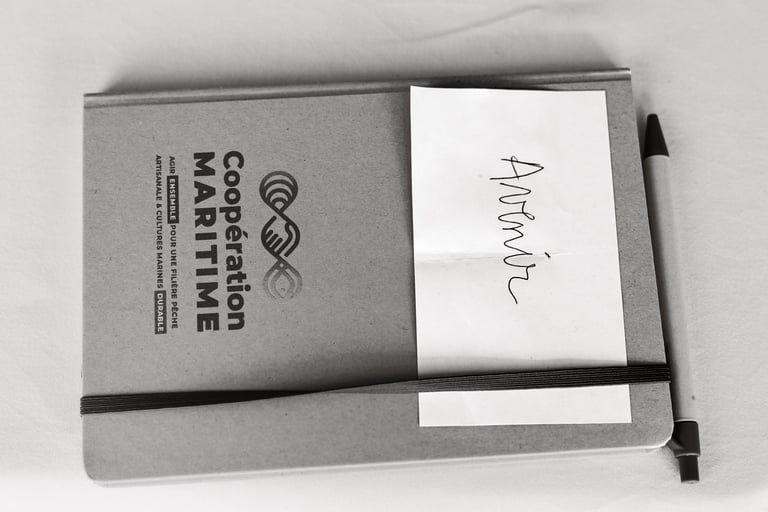 Coopération
MARITIME
AGIR ENSEMBLE POUR UNE FILIÈRE PÊCHE
ARTISANALE & CULTURES MARINES DURABLE
Avenir